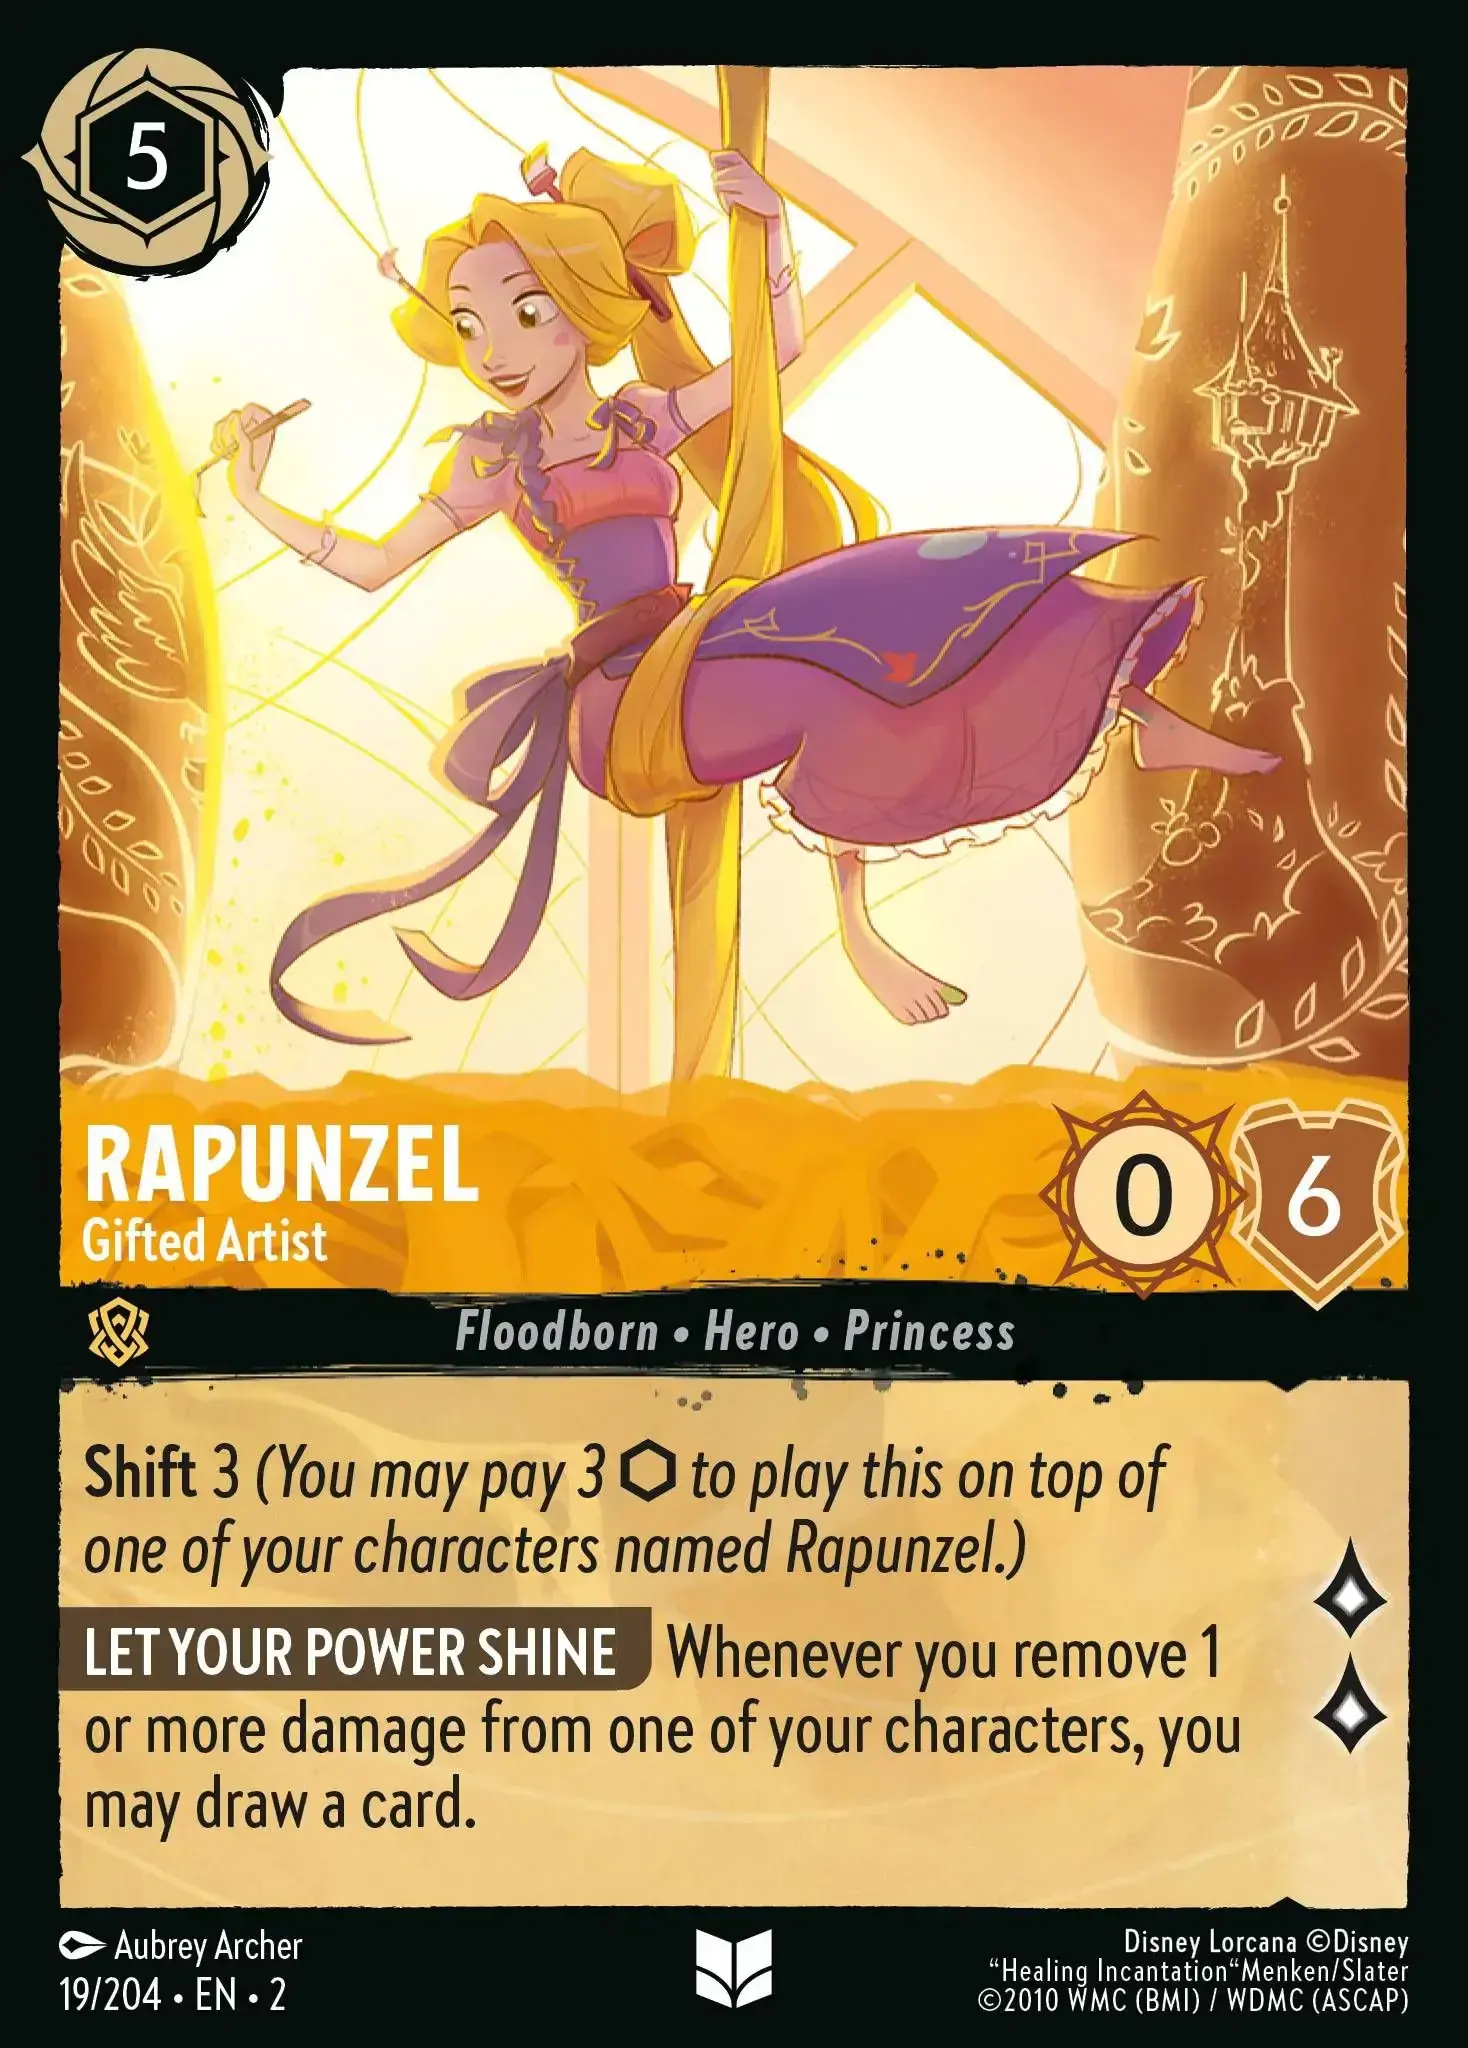 5
RAPUNZEL
Gifted Artist
0
6
Floodborn • Hero • Princess
Shift 3 (You may pay 3 ⬡ to play this on top of
one of your characters named Rapunzel.)
LET YOUR POWER SHINE Whenever you remove 1
or more damage from one of your characters, you
may draw a card.
Aubrey Archer
19/204 • EN • 2
Disney Lorcana ©Disney
“Healing Incantation“Menken/Slater
©2010 WMC (BMI) / WDMC (ASCAP)